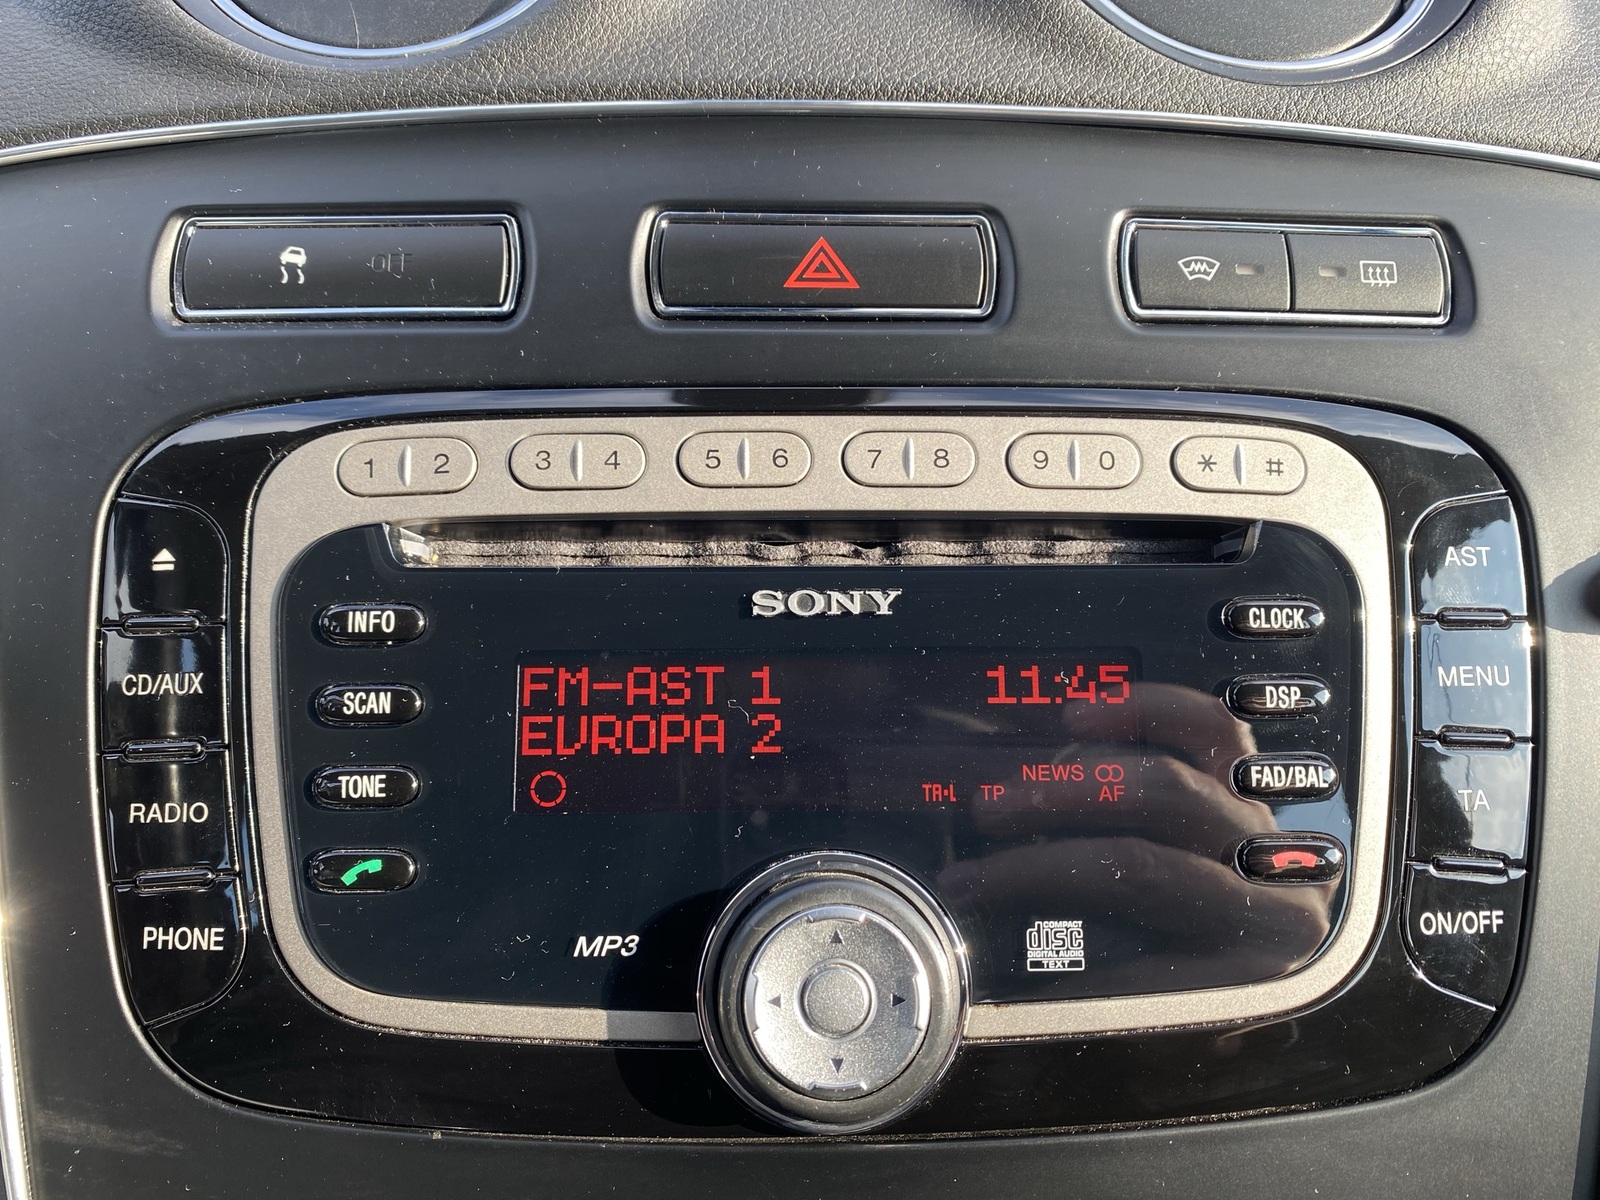 OFF
1 2 3 4 5 6 7 8 9 0 * #
SONY
INFO
CLOCK
AST
CD/AUX
SCAN
FM-AST 1 11:45
EVROPA 2
DSP
MENU
RADIO
TONE
NEWS
TA·L TP AF
FAD/BAL
TA
PHONE
MP3
COMPACT
disc
DIGITAL AUDIO
TEXT
ON/OFF